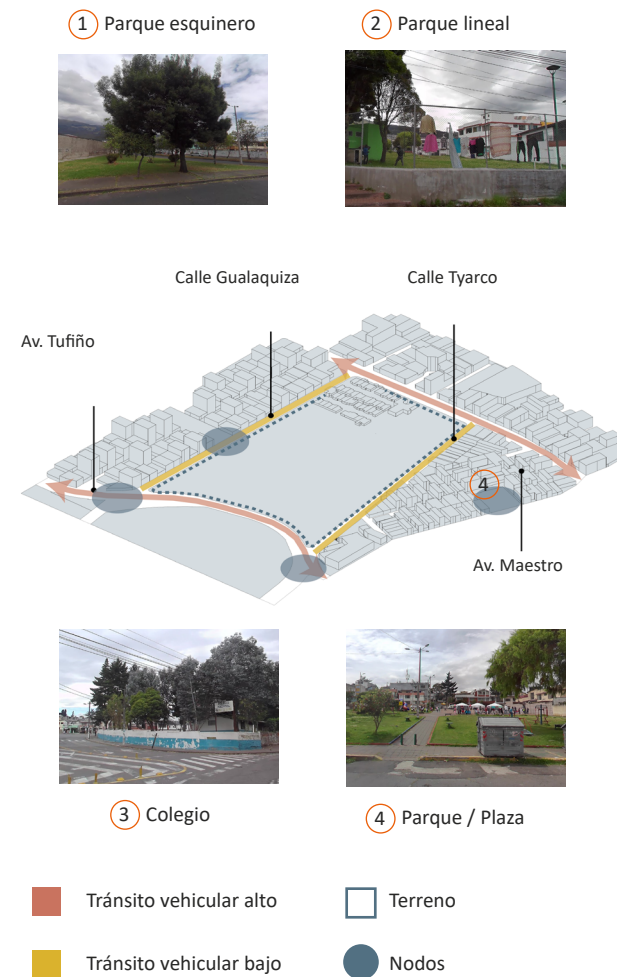 1 Parque esquinero
2 Parque lineal
Calle Gualaquiza
Calle Tyarco
Av. Tufiño
4
Av. Maestro
3 Colegio
4 Parque / Plaza
Tránsito vehicular alto
Terreno
Tránsito vehicular bajo
Nodos